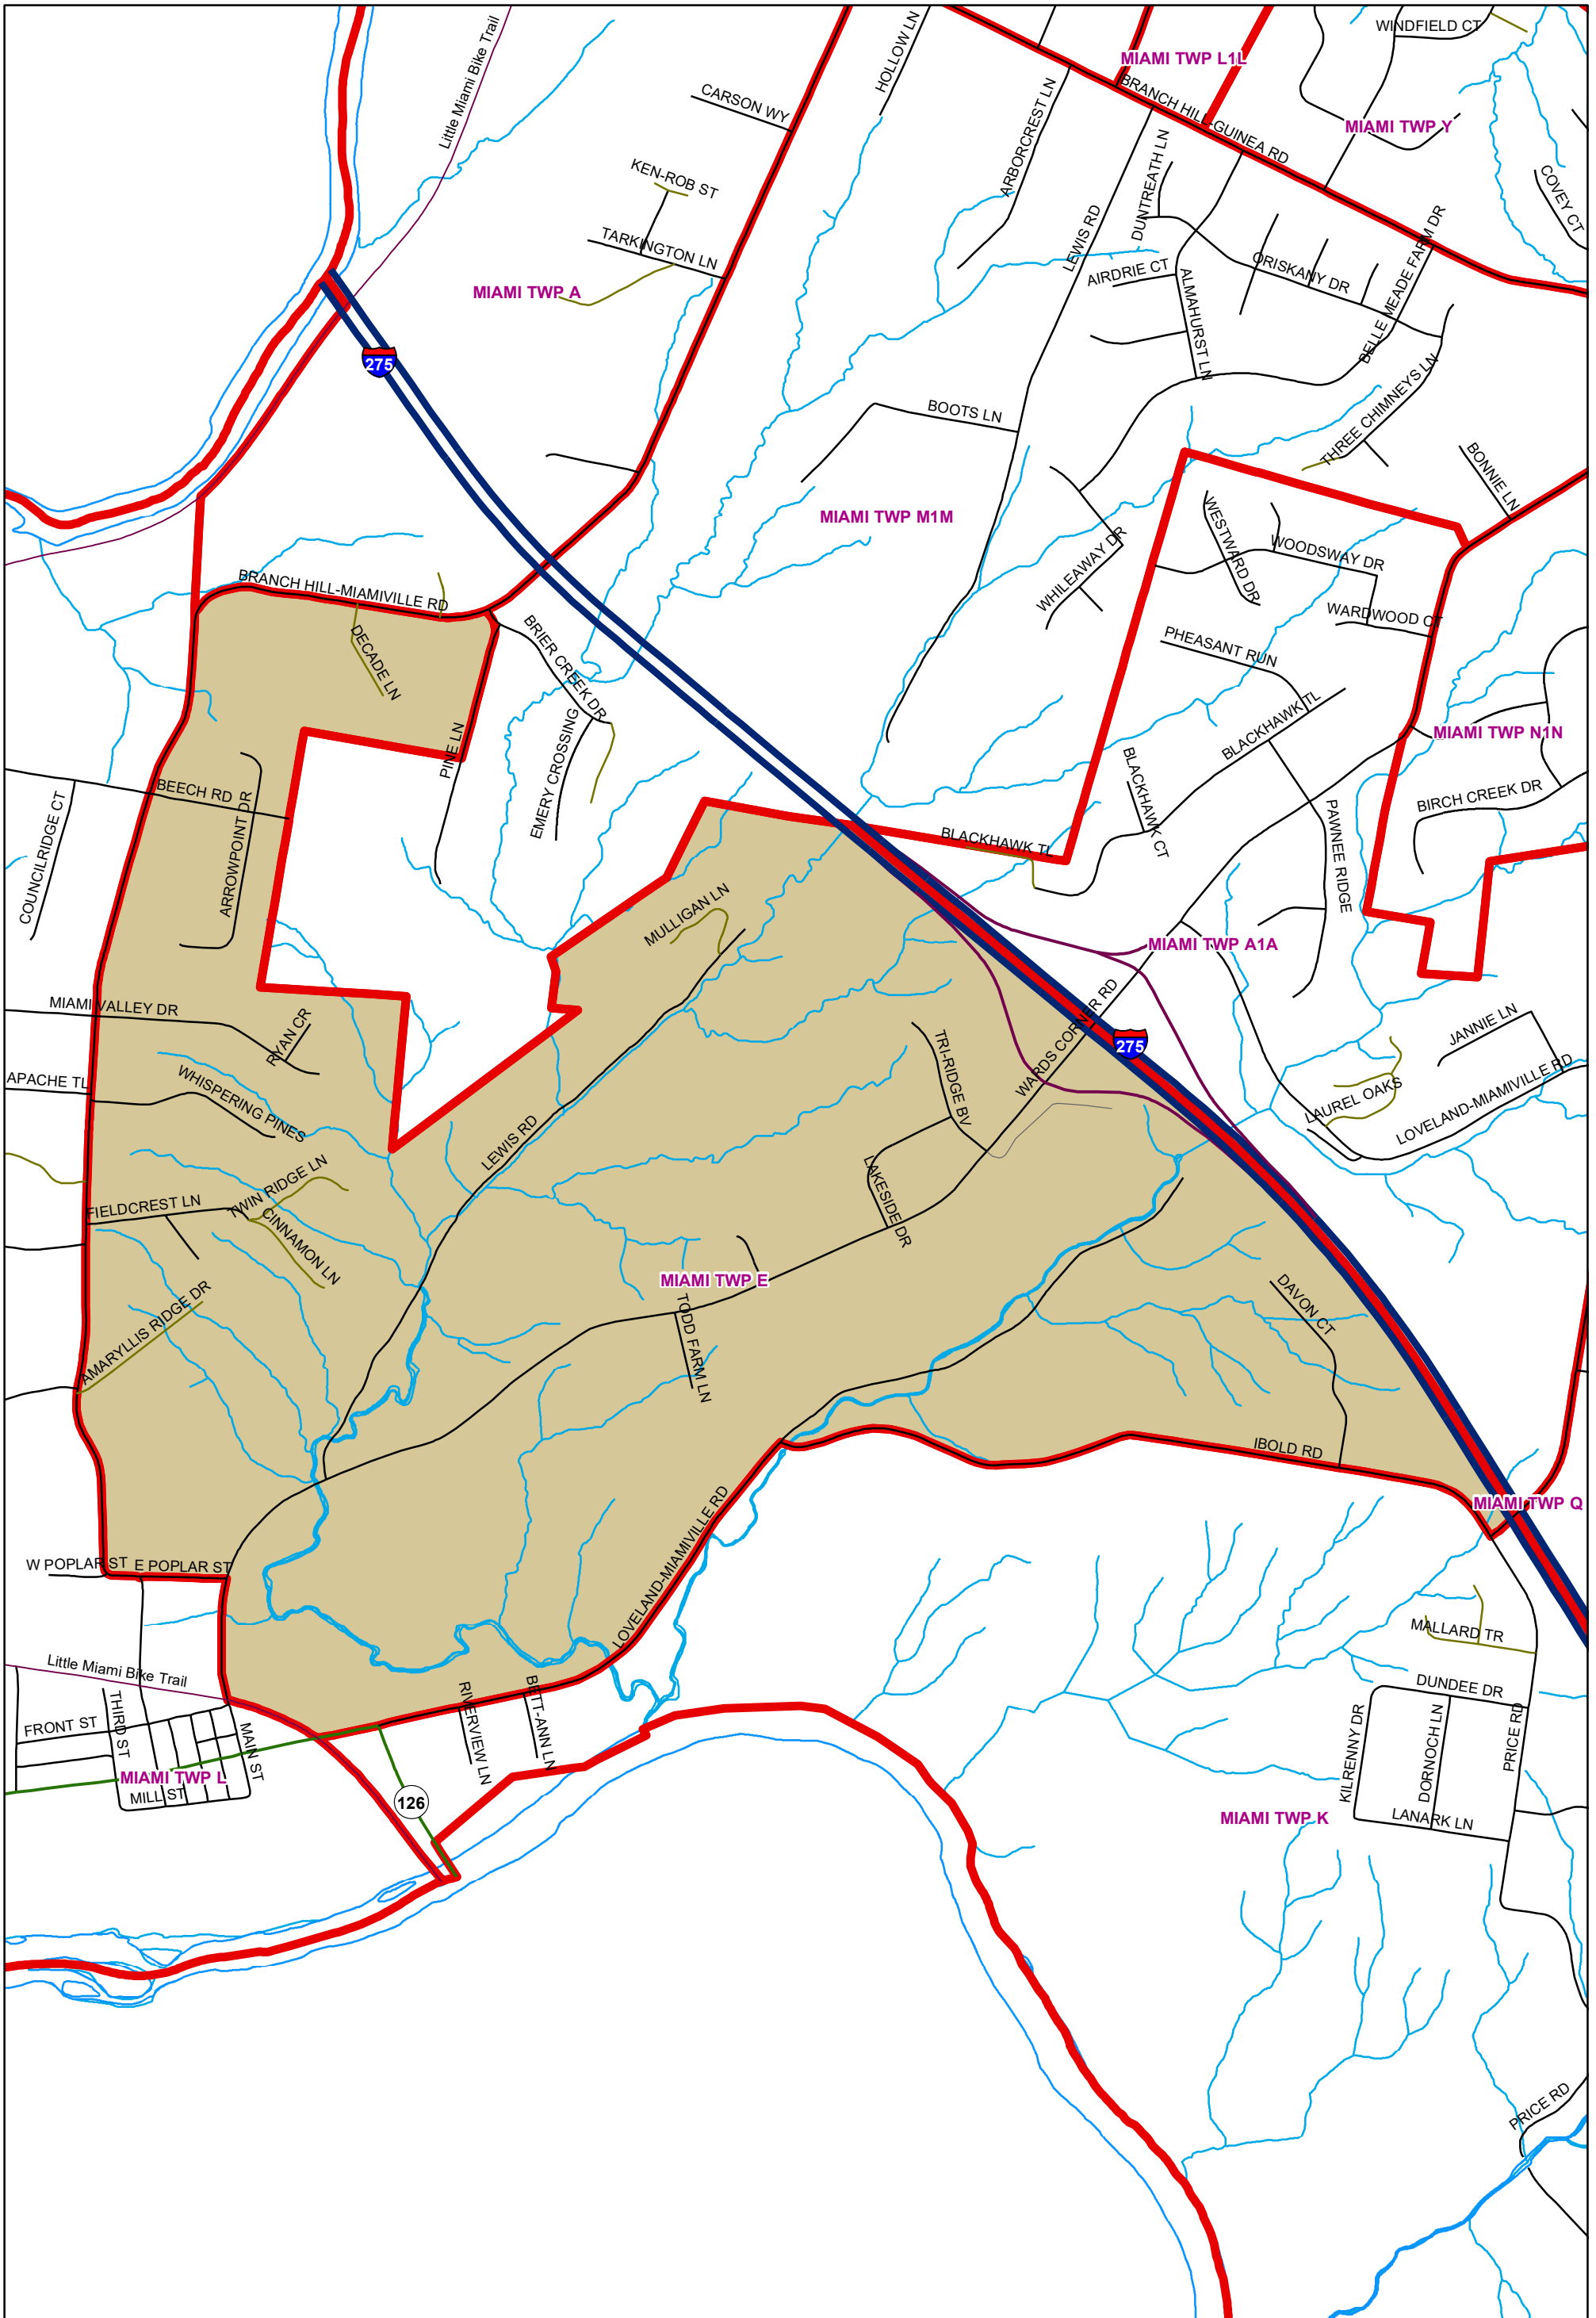 WINDFIELD CT
HOLLOW LN
Little Miami Bike Trail
MIAMI TWP L1L
BRANCH HILL-GUINEA RD
CARSON WY
ARBORCREST LN
MIAMI TWP Y
KEN-ROB ST
DUNTREATH LN
COVEY CT
TARKINGTON LN
LEWIS RD
BELLE MEADE FARM DR
AIRDRIE CT
ORISKANY DR
MIAMI TWP A
ALMAHURST LN
275
THREE CHIMNEYS LN
BOOTS LN
BONNIE LN
MIAMI TWP M1M
WESTWARD DR
WOODSWAY DR
WHILEAWAY DR
BRANCH HILL-MIAMIVILLE RD
WARDWOOD CT
DECADE LN
BRIER CREEK DR
PHEASANT RUN
BLACKHAWK TL
MIAMI TWP N1N
PINE LN
EMERY CROSSING
BEECH RD
BIRCH CREEK DR
COUNCILRIDGE CT
ARROWPOINT DR
BLACKHAWK CT
PAWNEE RIDGE
BLACKHAWK TL
MULLIGAN LN
MIAMI TWP A1A
MIAMI VALLEY DR
RYAN CR
WARDS CORNER RD
275
JANNIE LN
TRI-RIDGE BV
APACHE TL
WHISPERING PINES
LAUREL OAKS
LOVELAND-MIAMIVILLE RD
LEWIS RD
TWIN RIDGE LN
FIELDCREST LN
CINNAMON LN
LAKESIDE DR
MIAMI TWP E
AMARYLLIS RIDGE DR
TODD FARM LN
DAVON CT
IBOLD RD
MIAMI TWP Q
LOVELAND-MIAMIVILLE RD
W POPLAR ST
E POPLAR ST
MALLARD TR
Little Miami Bike Trail
DUNDEE DR
THIRD ST
FRONT ST
MAIN ST
RIVERVIEW LN
BETT-ANN LN
KILRENNY DR
DORNOCH LN
PRICE RD
MIAMI TWP L
MILL ST
126
MIAMI TWP K
LANARK LN
PRICE RD